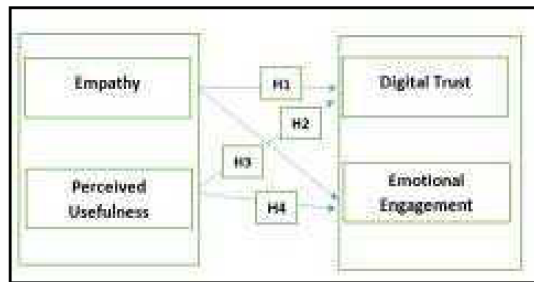 Empathy
H1
Digital Trust
H2
H3
Perceived
Usefulness
H4
Emotional
Engagement